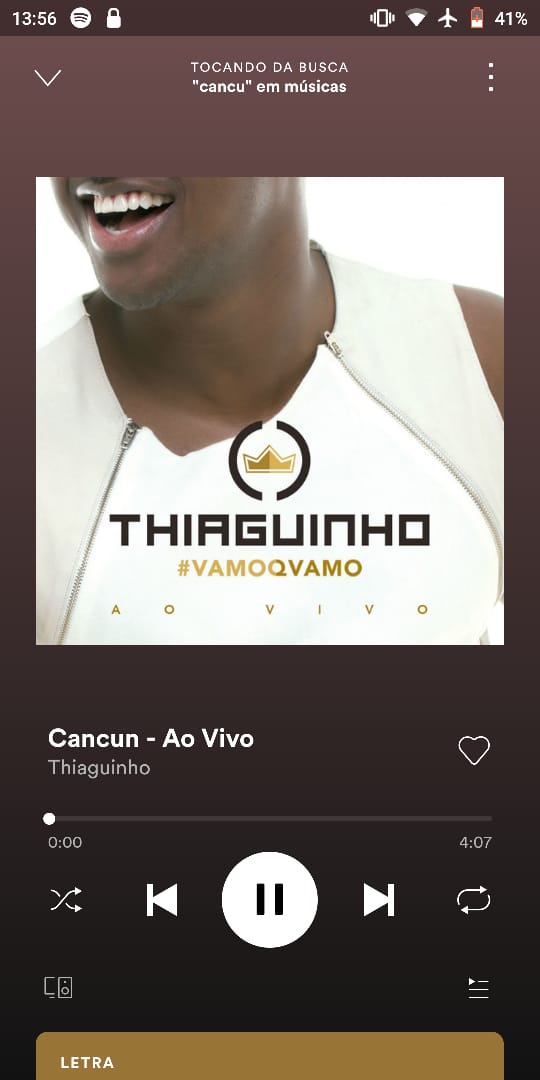 13:56
41%
TOCANDO DA BUSCA
"cancu" em músicas
THIAGUINHO
#VAMOQVAMO
AO VIVO
Cancun - Ao Vivo
Thiaguinho
0:00
4:07
LETRA